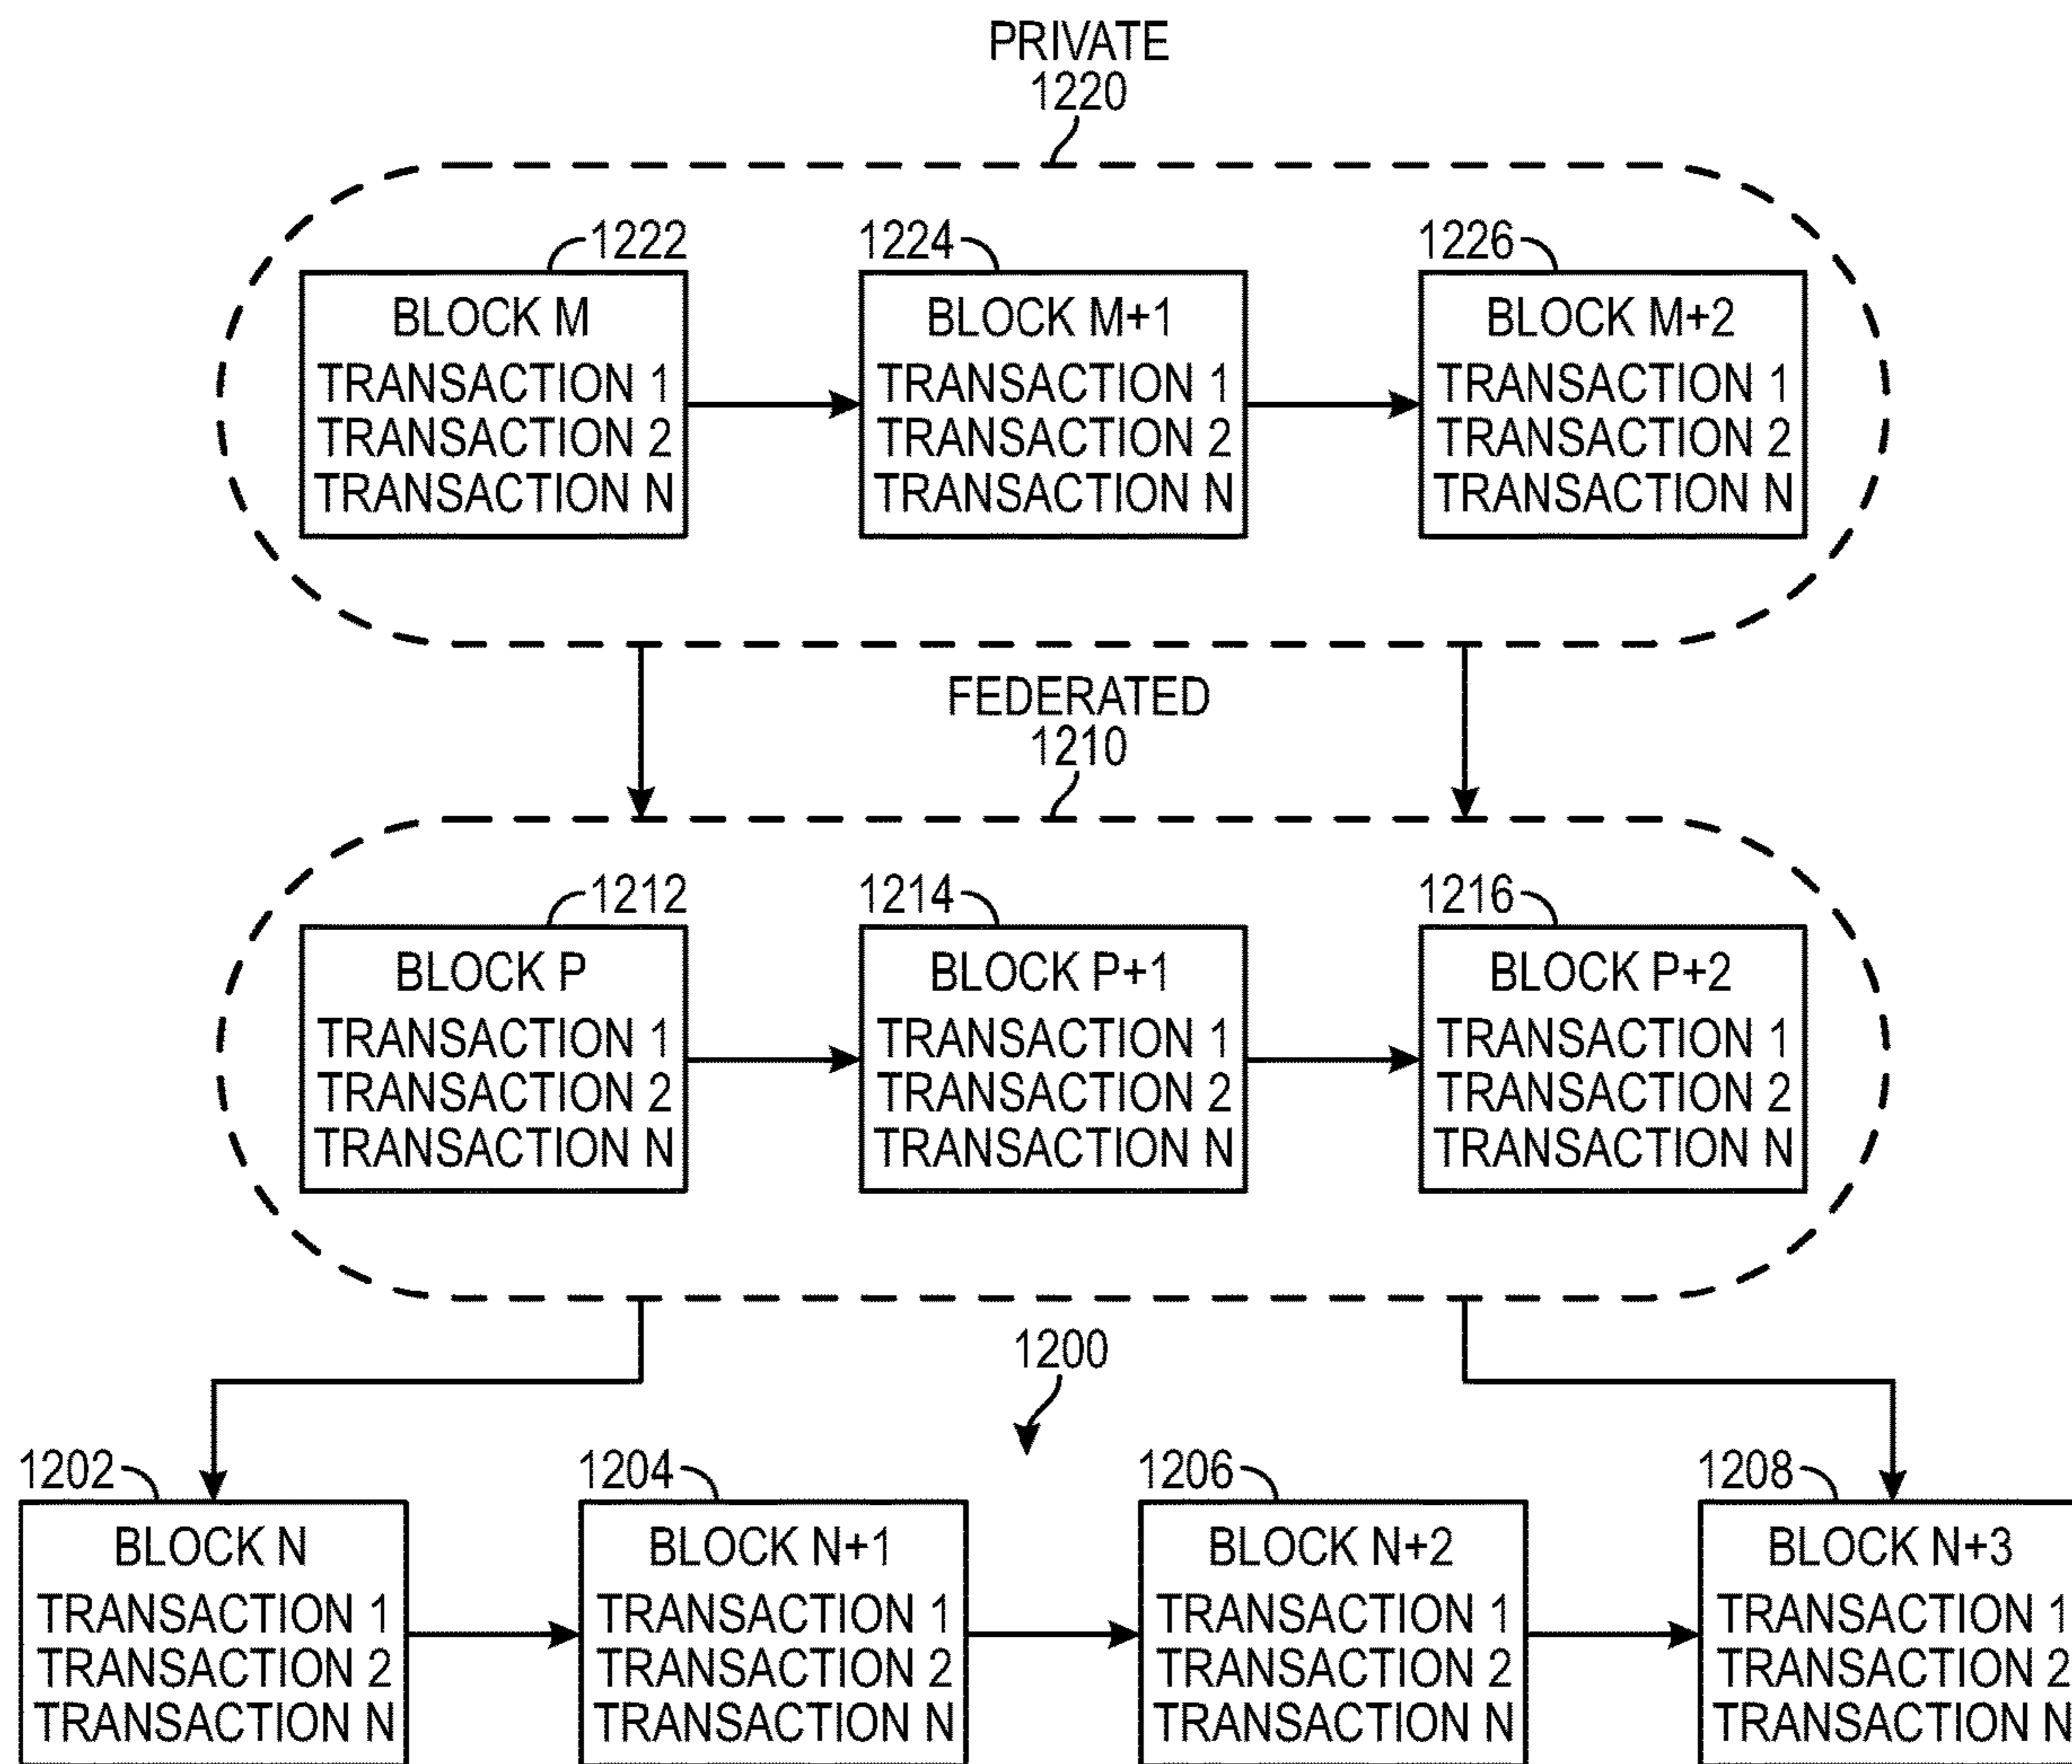 PRIVATE
1220
1222
1224
1226
BLOCK M
TRANSACTION 1
TRANSACTION 2
TRANSACTION N
BLOCK M+1
TRANSACTION 1
TRANSACTION 2
TRANSACTION N
BLOCK M+2
TRANSACTION 1
TRANSACTION 2
TRANSACTION N
FEDERATED
1210
1212
1214
1216
BLOCK P
TRANSACTION 1
TRANSACTION 2
TRANSACTION N
BLOCK P+1
TRANSACTION 1
TRANSACTION 2
TRANSACTION N
BLOCK P+2
TRANSACTION 1
TRANSACTION 2
TRANSACTION N
1200
1202
1204
1206
1208
BLOCK N
TRANSACTION 1
TRANSACTION 2
TRANSACTION N
BLOCK N+1
TRANSACTION 1
TRANSACTION 2
TRANSACTION N
BLOCK N+2
TRANSACTION 1
TRANSACTION 2
TRANSACTION N
BLOCK N+3
TRANSACTION 1
TRANSACTION 2
TRANSACTION N